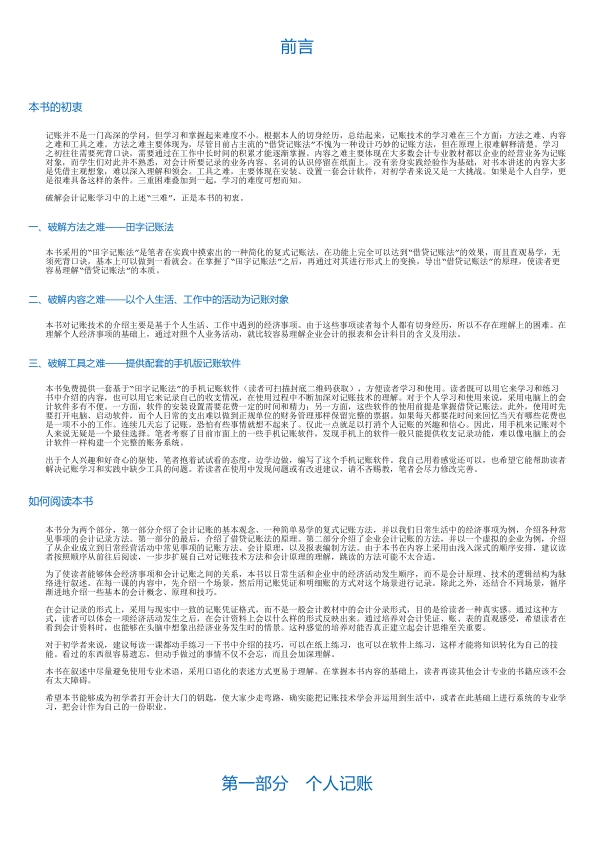 前言
本书的初衷
记账并不是一门高深的学问，但学习和掌握起来难度不小。根据本人的切身经历，总结起来，记账技术的学习难在三个方面：方法之难、内容
之难和工具之难。方法之难主要体现为，尽管目前占主流的“借贷记账法”不愧为一种设计巧妙的记账方法，但在原理上很难解释清楚。学习
之初往往需要死背口诀，需要通过在工作中长时间的积累才能逐渐掌握。内容之难主要体现在大多数会计专业教材都以企业的经营业务为记账
对象，而学生们对此并不熟悉，对会计所要记录的业务内容、名词的认识停留在纸面上。没有亲身实践经验作为基础，对书本讲述的内容大多
是凭借主观想象，难以深入理解和领会。工具之难，主要体现在安装、设置一套会计软件，对初学者来说又是一大挑战。如果是个人自学，更
是很难具备这样的条件。三重困难叠加到一起，学习的难度可想而知。
破解会计记账学习中的上述“三难”，正是本书的初衷。
一、破解方法之难——田字记账法
本书采用的“田字记账法”是笔者在实践中摸索出的一种简化的复式记账法，在功能上完全可以达到“借贷记账法”的效果，而且直观易学，无
须死背口诀，基本上可以做到一看就会。在掌握了“田字记账法”之后，再通过对其进行形式上的变换，导出“借贷记账法”的原理，使读者更
容易理解“借贷记账法”的本质。
二、破解内容之难——以个人生活、工作中的活动为记账对象
本书对记账技术的介绍主要是基于个人生活、工作中遇到的经济事项。由于这些事项读者每个人都有切身经历，所以不存在理解上的困难。在
理解个人经济事项的基础上，通过对照个人业务活动，就比较容易理解企业会计的报表和会计科目的含义及用法。
三、破解工具之难——提供配套的手机版记账软件
本书免费提供一套基于“田字记账法”的手机记账软件（读者可扫描封底二维码获取），方便读者学习和使用。读者既可以用它来学习和练习
书中介绍的内容，也可以用它来记录自己的收支情况，在使用过程中不断加深对记账技术的理解。对于个人学习和使用来说，采用电脑上的会
计软件多有不便。一方面，软件的安装设置需要花费一定的时间和精力；另一方面，这些软件的使用前提是掌握借贷记账法。此外，使用时先
要打开电脑、启动软件，而个人日常的支出难以做到正规单位的财务管理那样保留完整的票据，如果每天都要花时间来回忆当天有哪些花费也
是一项不小的工作。连续几天忘了记账，恐怕有些事情就想不起来了。仅此一点就足以打消个人记账的兴趣和信心。因此，用手机来记账对个
人来说无疑是一个最佳选择。笔者考察了目前市面上的一些手机记账软件，发现手机上的软件一般只能提供收支记录功能，难以像电脑上的会
计软件一样构建一个完整的账务系统。
出于个人兴趣和好奇心的驱使，笔者抱着试试看的态度，边学边做，编写了这个手机记账软件。我自己用着感觉还可以，也希望它能帮助读者
解决记账学习和实践中缺少工具的问题。若读者在使用中发现问题或有改进建议，请不吝赐教，笔者会尽力修改完善。
如何阅读本书
本书分为两个部分，第一部分介绍了会计记账的基本观念、一种简单易学的复式记账方法，并以我们日常生活中的经济事项为例，介绍各种常
见事项的会计记录方法。第一部分的最后，介绍了借贷记账法的原理。第二部分介绍了企业会计记账的方法，并以一个虚拟的企业为例，介绍
了从企业成立到日常经营活动中常见事项的记账方法、会计原理，以及报表编制方法。由于本书在内容上采用由浅入深式的顺序安排，建议读
者按照顺序从前往后阅读，一步步扩展自己对记账技术方法和会计原理的理解，跳读的方法可能不太合适。
为了使读者能够体会经济事项和会计记账之间的关系，本书以日常生活和企业中的经济活动发生顺序，而不是会计原理、技术的逻辑结构为脉
络进行叙述。在每一课的内容中，先介绍一个场景，然后用记账凭证和明细账的方式对这个场景进行记录。除此之外，还结合不同场景，循序
渐进地介绍一些基本的会计概念、原理和技巧。
在会计记录的形式上，采用与现实中一致的记账凭证格式，而不是一般会计教材中的会计分录形式，目的是给读者一种真实感。通过这种方
式，读者可以体会一项经济活动发生之后，在会计资料上会以什么样的形式反映出来。通过培养对会计凭证、账、表的直观感受，希望读者在
看到会计资料时，也能够在头脑中想象出经济业务发生时的情景。这种感觉的培养对能否真正建立起会计思维至关重要。
对于初学者来说，建议每读一课都动手练习一下书中介绍的技巧，可以在纸上练习，也可以在软件上练习，这样才能将知识转化为自己的技
能。看过的东西很容易遗忘，但动手做过的事情不仅不会忘，而且会加深理解。
本书在叙述中尽量避免使用专业术语，采用口语化的表达方式更易于理解。在掌握本书内容的基础上，读者再读其他会计专业的书籍应该不会
有太大障碍。
希望本书能够成为初学者打开会计大门的钥匙，使大家少走弯路，确实能把记账技术学会并运用到生活中，或者在此基础上进行系统的专业学
习，把会计作为自己的一份职业。
第一部分 个人记账